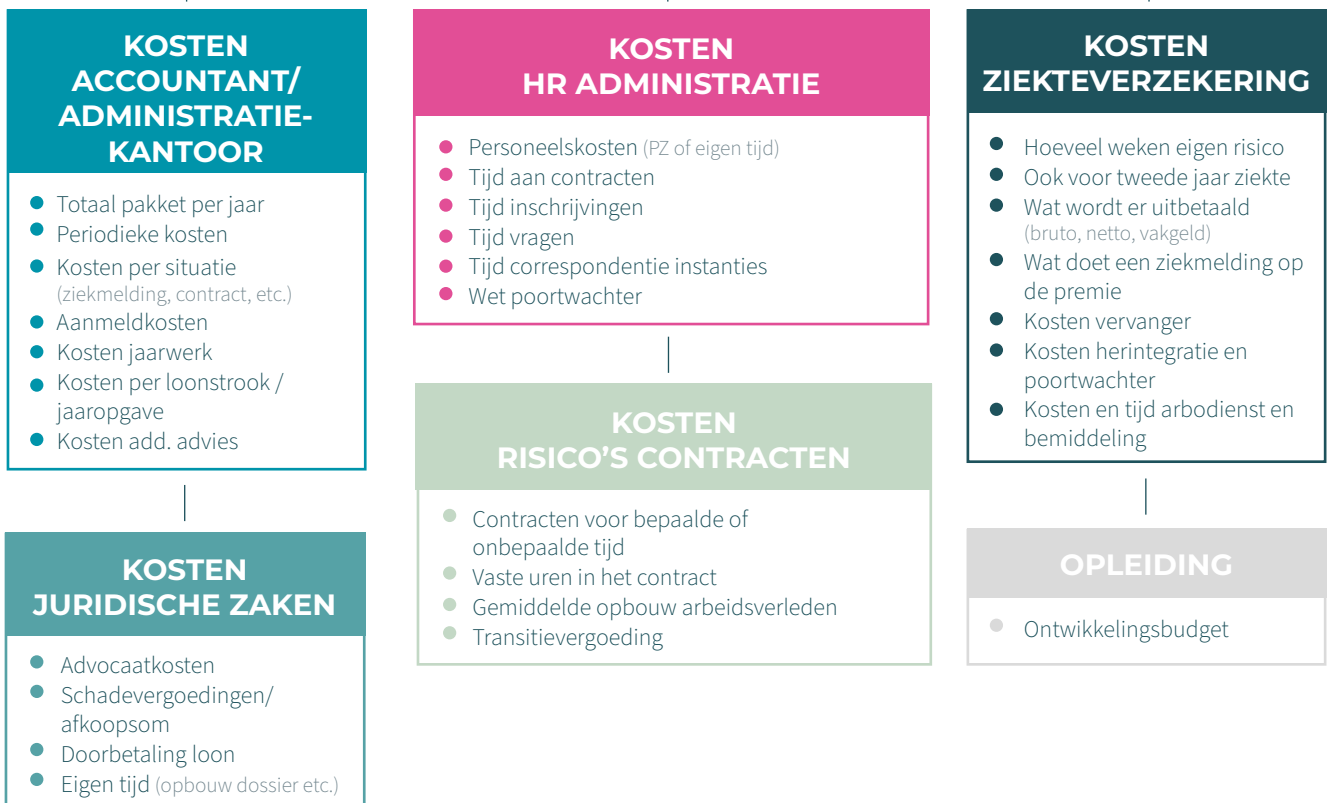 KOSTEN
ACCOUNTANT/
ADMINISTRATIE-
KANTOOR
Totaal pakket per jaar
Periodieke kosten
Kosten per situatie
(ziekmelding, contract, etc.)
Aanmeldkosten
Kosten jaarwerk
Kosten per loonstrook /
jaaropgave
Kosten add. advies
KOSTEN
JURIDISCHE ZAKEN
Advocaatkosten
Schadevergoedingen/
afkoopsom
Doorbetaling loon
Eigen tijd (opbouw dossier etc.)
KOSTEN
HR ADMINISTRATIE
Personeelskosten (PZ of eigen tijd)
Tijd aan contracten
Tijd inschrijvingen
Tijd vragen
Tijd correspondentie instanties
Wet poortwachter
KOSTEN
RISICO'S CONTRACTEN
Contracten voor bepaalde of
onbepaalde tijd
Vaste uren in het contract
Gemiddelde opbouw arbeidsverleden
Transitievergoeding
KOSTEN
ZIEKTEVERZEKERING
Hoeveel weken eigen risico
Ook voor tweede jaar ziekte
Wat wordt er uitbetaald
(bruto, netto, vakgeld)
Wat doet een ziekmelding op
de premie
Kosten vervanger
Kosten herintegratie en
poortwachter
Kosten en tijd arbodienst en
bemiddeling
OPLEIDING
Ontwikkelingsbudget